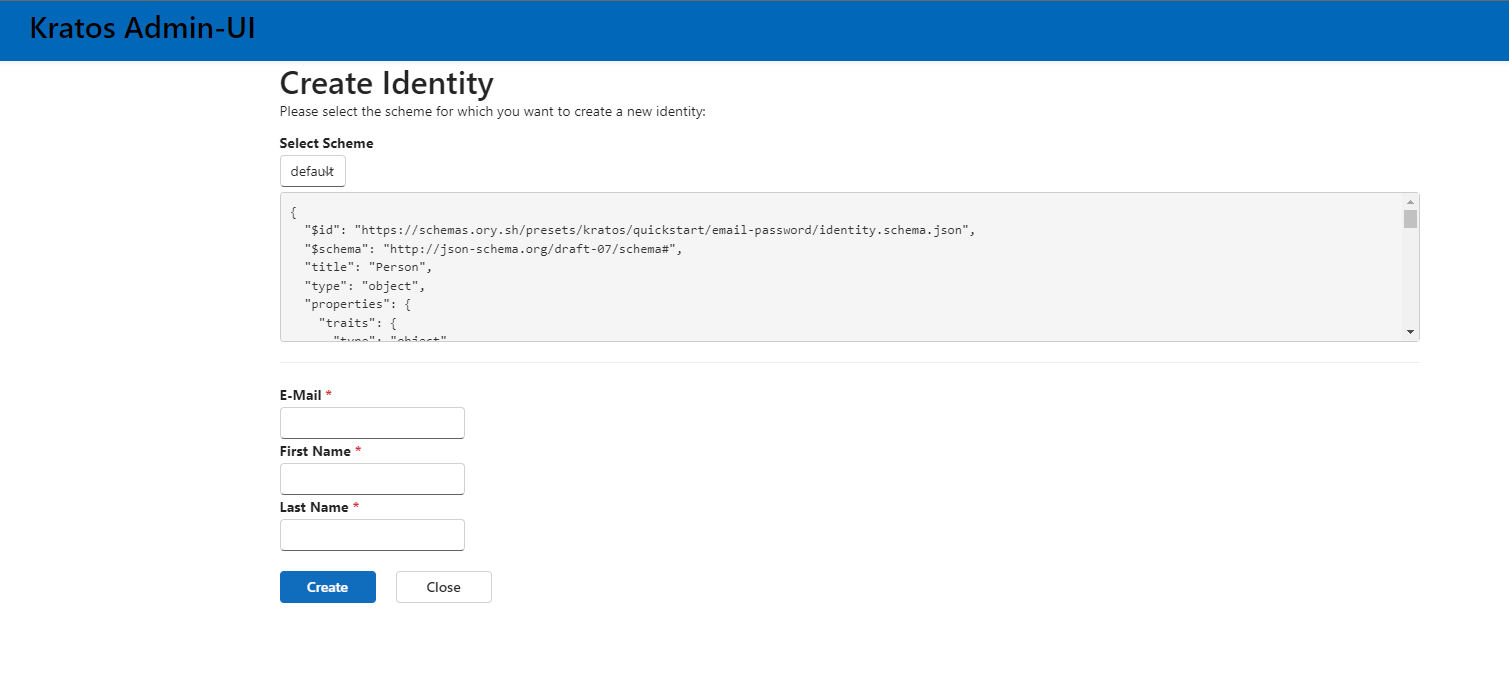 Kratos Admin-UI
Create Identity
Please select the scheme for which you want to create a new identity:
Select Scheme
default
{
  "$id": "https://schemas.ory.sh/presets/kratos/quickstart/email-password/identity.schema.json",
  "$schema": "http://json-schema.org/draft-07/schema#",
  "title": "Person",
  "type": "object",
  "properties": {
    "traits": {
      "type": "object"
E-Mail *
First Name *
Last Name *
Create Close